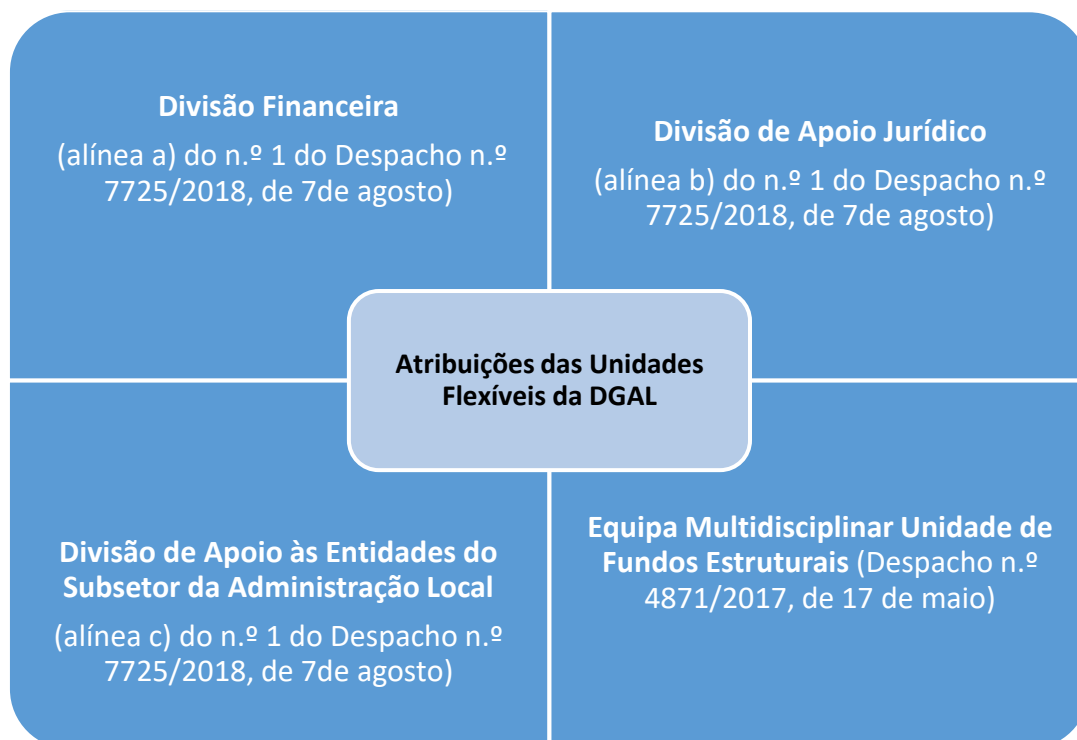 Divisão Financeira
(alínea a) do n.º 1 do Despacho n.º
7725/2018, de 7de agosto)
Divisão de Apoio Jurídico
(alínea b) do n.º 1 do Despacho n.º
7725/2018, de 7de agosto)
Atribuições das Unidades
Flexíveis da DGAL
Divisão de Apoio às Entidades do
Subsetor da Administração Local
(alínea c) do n.º 1 do Despacho n.º
7725/2018, de 7de agosto)
Equipa Multidisciplinar Unidade de
Fundos Estruturais (Despacho n.º
4871/2017, de 17 de maio)